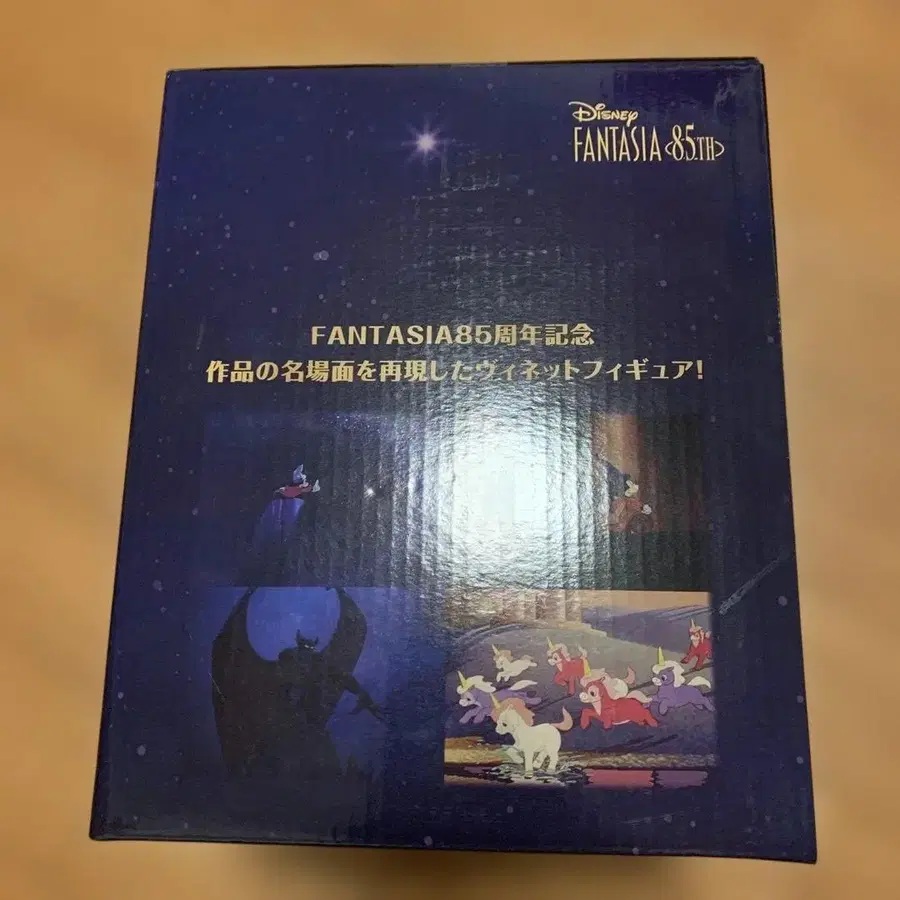 Disney
FANTASIA 85TH
FANTASIA85周年記念
作品の名場面を再現したヴィネットフィギュア!